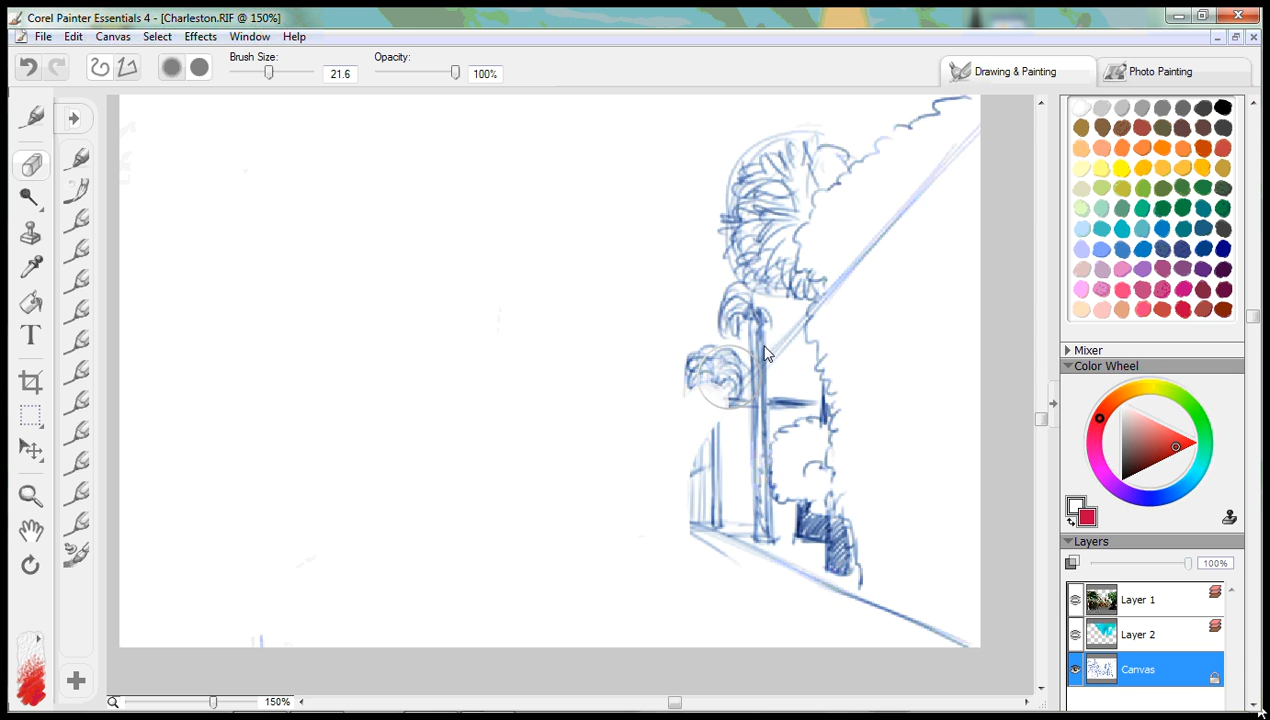 Corel Painter Essentials 4 - [Charleston.RIF @ 150%]
File Edit Canvas Select Effects Window Help
Brush Size: 21.6 Opacity: 100%
Drawing & Painting Photo Painting
T
Mixer
Color Wheel
Layers
100%
Layer 1
Layer 2
Canvas
150%